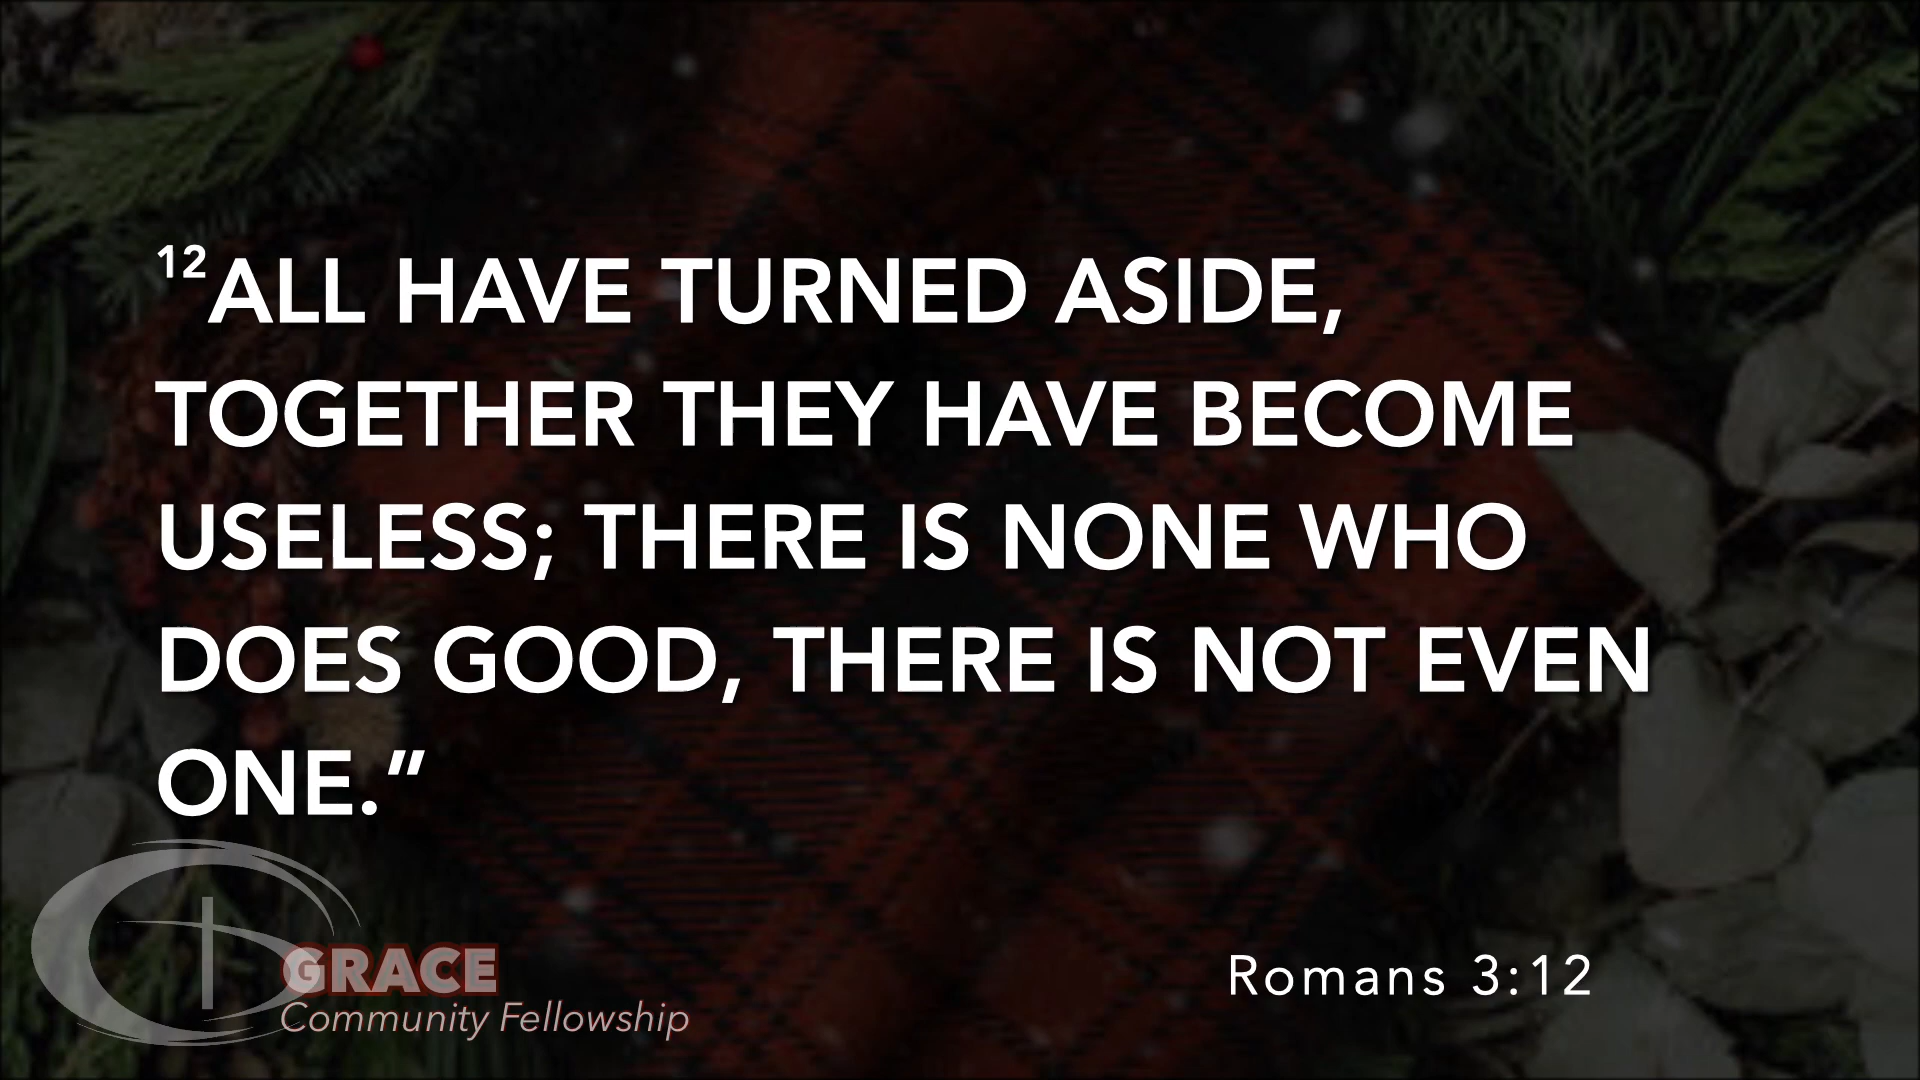 ¹²ALL HAVE TURNED ASIDE,
TOGETHER THEY HAVE BECOME
USELESS; THERE IS NONE WHO
DOES GOOD, THERE IS NOT EVEN
ONE.”
GRACE
Community Fellowship
Romans 3:12